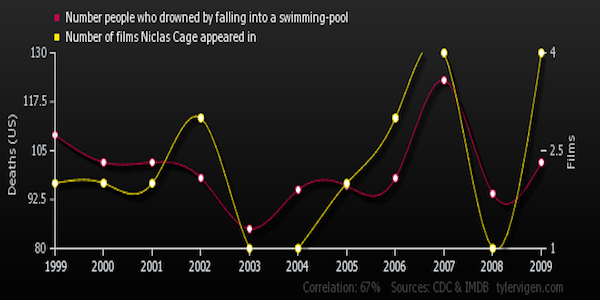 Number people who drowned by falling into a swimming-pool
Number of films Niclas Cage appeared in
130
117.5
105
92.5
80
Deaths (US)
4
2.5
1
Films
1999 2000 2001 2002 2003 2004 2005 2006 2007 2008 2009
Correlation: 67% Sources: CDC & IMDB tylervigen.com